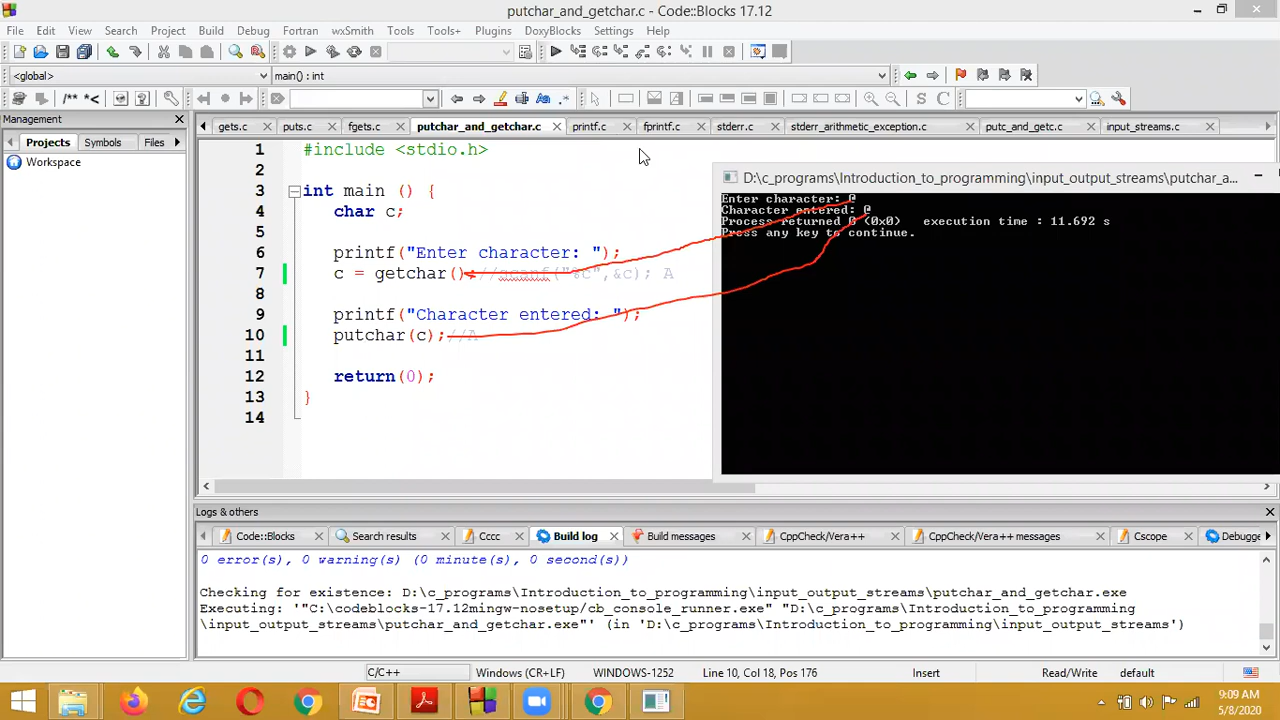 putchar_and_getchar.c - Code::Blocks 17.12
File Edit View Search Project Build Debug Fortran wxSmith Tools Tools+ Plugins DoxyBlocks Settings Help
<global> main() : int
/** *<
S C
Management
gets.c puts.c fgets.c putchar_and_getchar.c printf.c fprintf.c stderr.c stderr_arithmetic_exception.c putc_and_getc.c input_streams.c
Projects Symbols Files
Workspace
1 #include <stdio.h>
2
3 int main () {
4 char c;
5
6 printf("Enter character: ");
7 c = getchar();//scanf("%c",&c); A
8
9 printf("Character entered: ");
10 putchar(c);//A
11
12 return(0);
13 }
14
D:\c_programs\Introduction_to_programming\input_output_streams\putchar_a...
Enter character: @
Character entered: @
Process returned 0 (0x0) execution time : 11.692 s
Press any key to continue.
Logs & others
Code::Blocks Search results Cccc Build log Build messages CppCheck/Vera++ CppCheck/Vera++ messages Cscope Debugge
0 error(s), 0 warning(s) (0 minute(s), 0 second(s))
Checking for existence: D:\c_programs\Introduction_to_programming\input_output_streams\putchar_and_getchar.exe
Executing: '"C:\codeblocks-17.12mingw-nosetup/cb_console_runner.exe" "D:\c_programs\Introduction_to_programming
\input_output_streams\putchar_and_getchar.exe"' (in 'D:\c_programs\Introduction_to_programming\input_output_streams')
C/C++ Windows (CR+LF) WINDOWS-1252 Line 10, Col 18, Pos 176 Insert Read/Write default
9:09 AM
5/8/2020